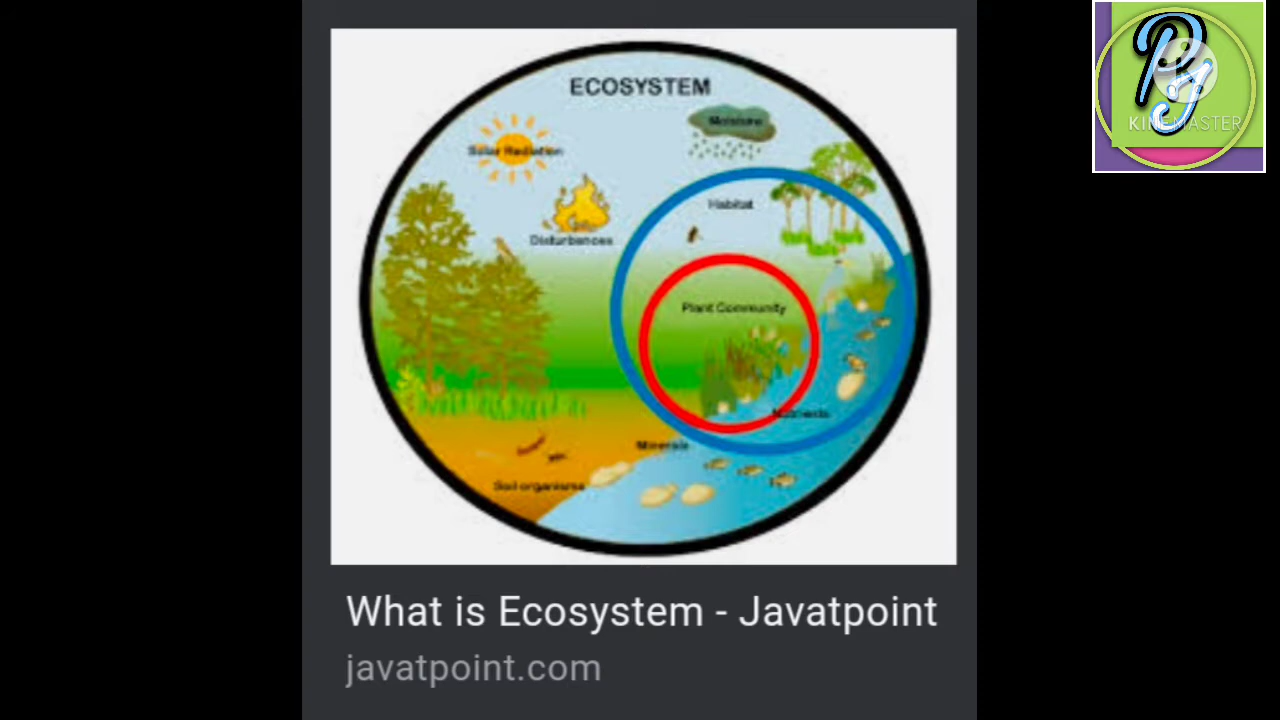 ECOSYSTEM
Moisture
Solar Radiation
Habitat
Disturbances
Plant Community
Nutrients
Minerals
Soil organisms
What is Ecosystem - Javatpoint
javatpoint.com
KINEMASTER